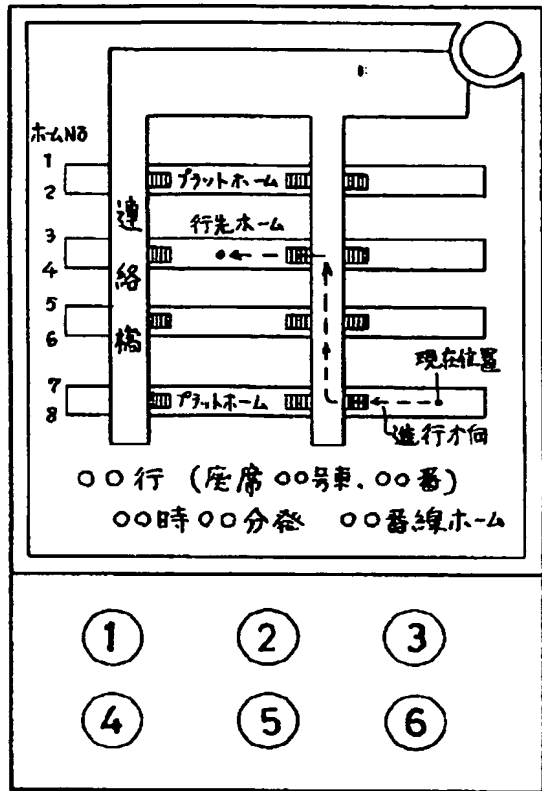 ホームNo
1
プラットホーム
2
連絡橋
3
行先ホーム
4
5
6
現在位置
7
プラットホーム
8
進行方向
○○行 (座席 ○○号車、○○番)
○○時○○分発 ○○番線ホーム
1 2 3
4 5 6